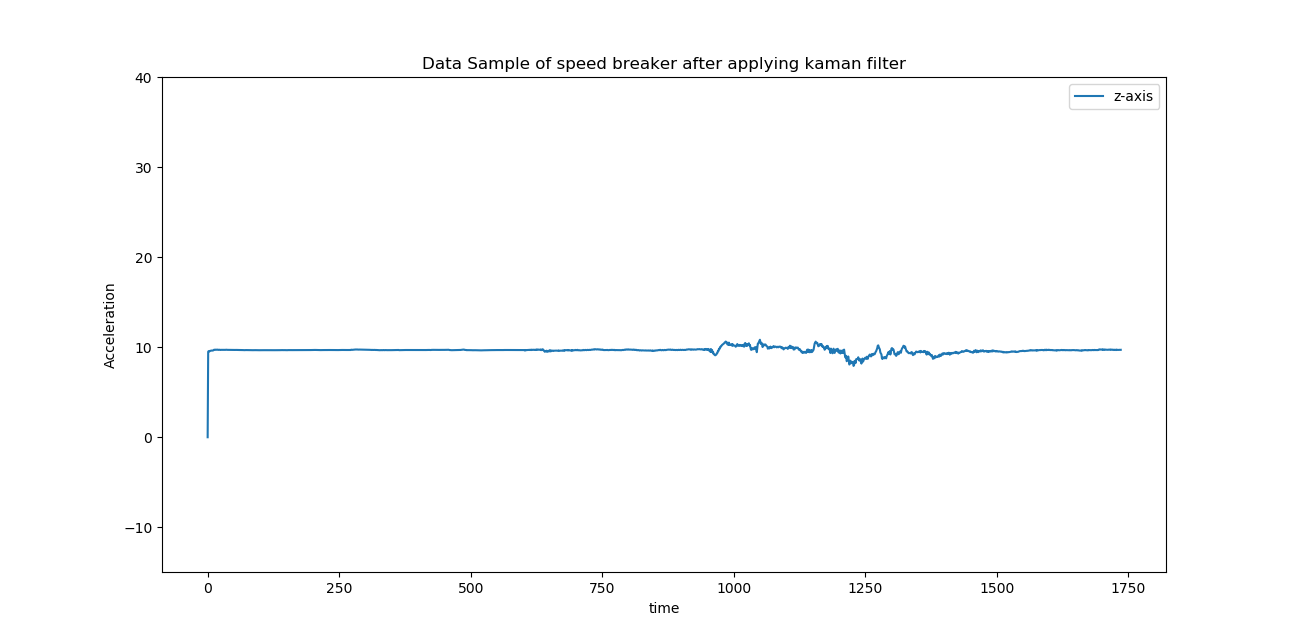 Data Sample of speed breaker after applying kaman filter
z-axis
40
30
20
10
0
−10
Acceleration
0 250 500 750 1000 1250 1500 1750
time